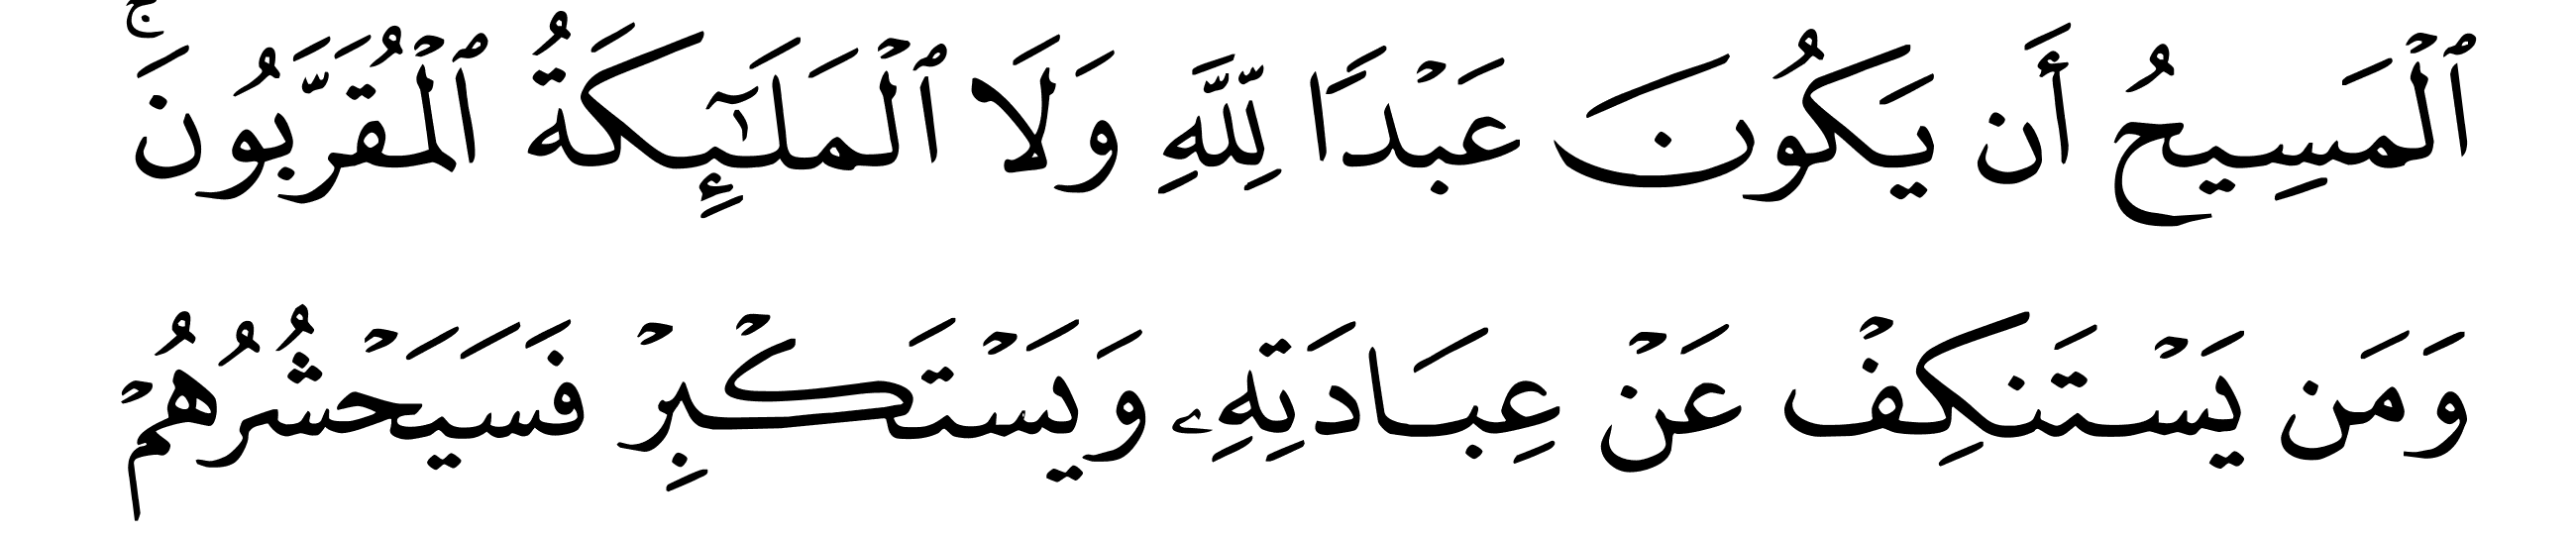 ٱلْمَسِيحُ أَن يَكُونَ عَبْدًا لِّلَّهِ وَلَا ٱلْمَلَـٰٓئِكَةُ ٱلْمُقَرَّبُونَ ۚ
وَمَن يَسْتَنكِفْ عَنْ عِبَادَتِهِۦ وَيَسْتَكْبِرْ فَسَيَحْشُرُهُمْ